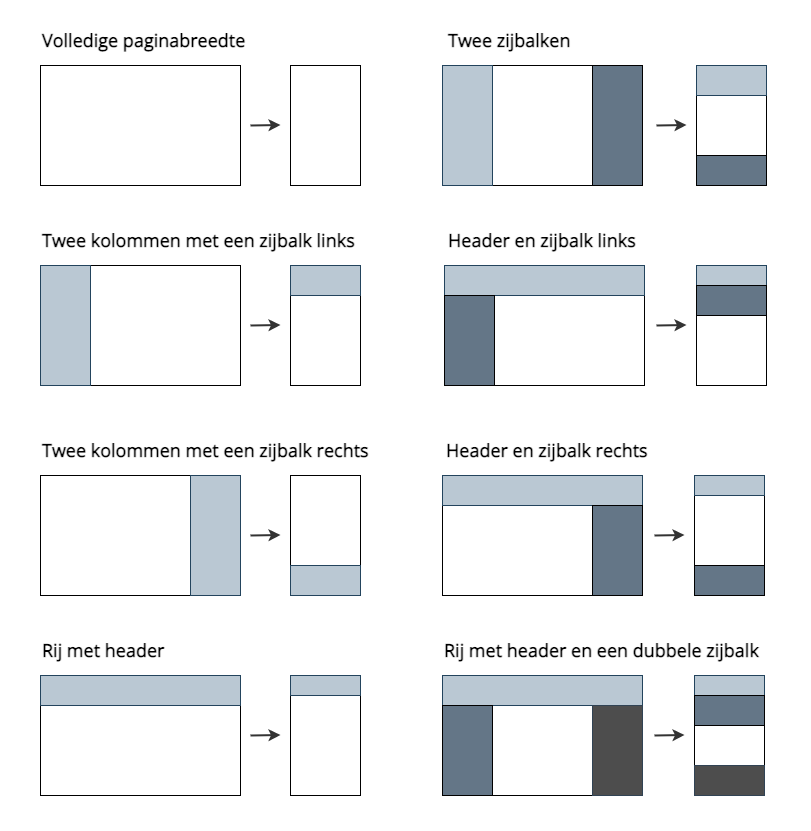 Volledige paginabreedte
Twee zijbalken
Twee kolommen met een zijbalk links
Header en zijbalk links
Twee kolommen met een zijbalk rechts
Header en zijbalk rechts
Rij met header
Rij met header en een dubbele zijbalk